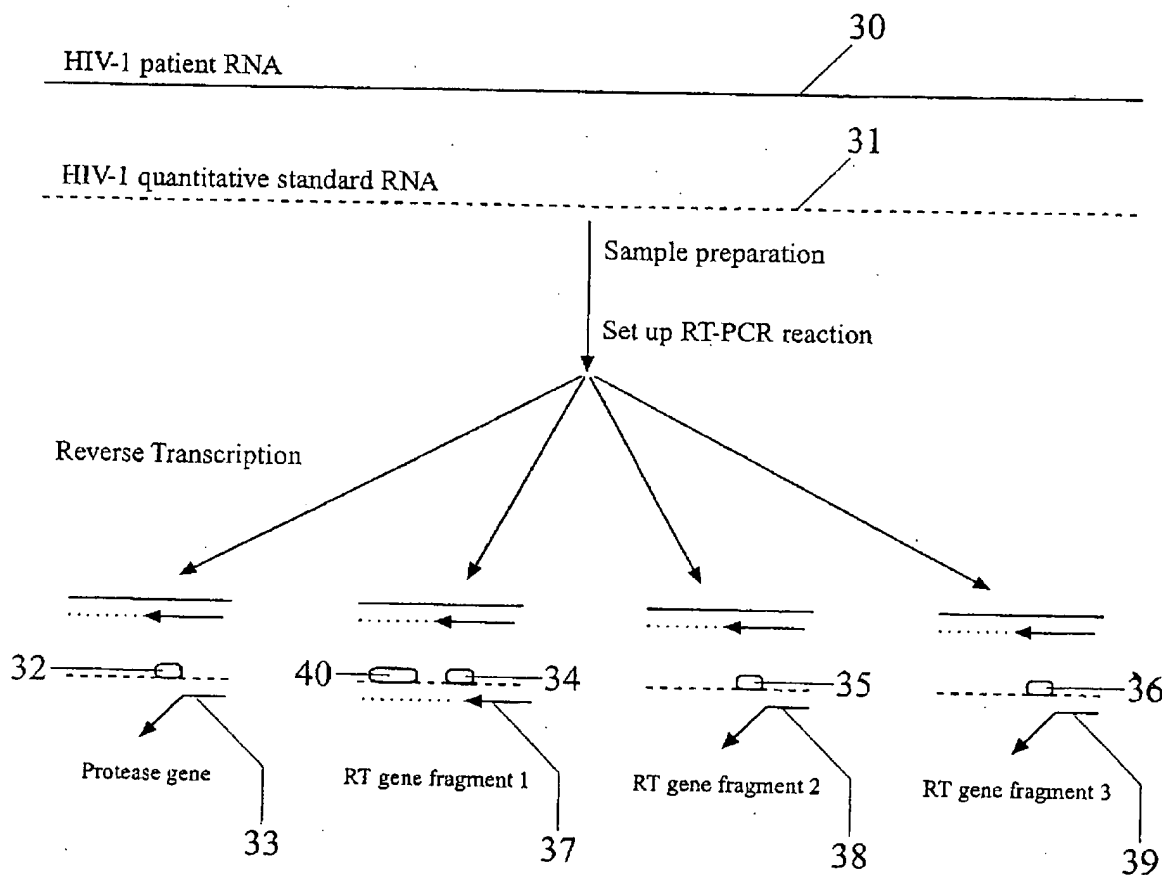 30
HIV-1 patient RNA
31
HIV-1 quantitative standard RNA
Sample preparation
Set up RT-PCR reaction
Reverse Transcription
32
40
34
35
36
Protease gene
RT gene fragment 1
RT gene fragment 2
RT gene fragment 3
33
37
38
39